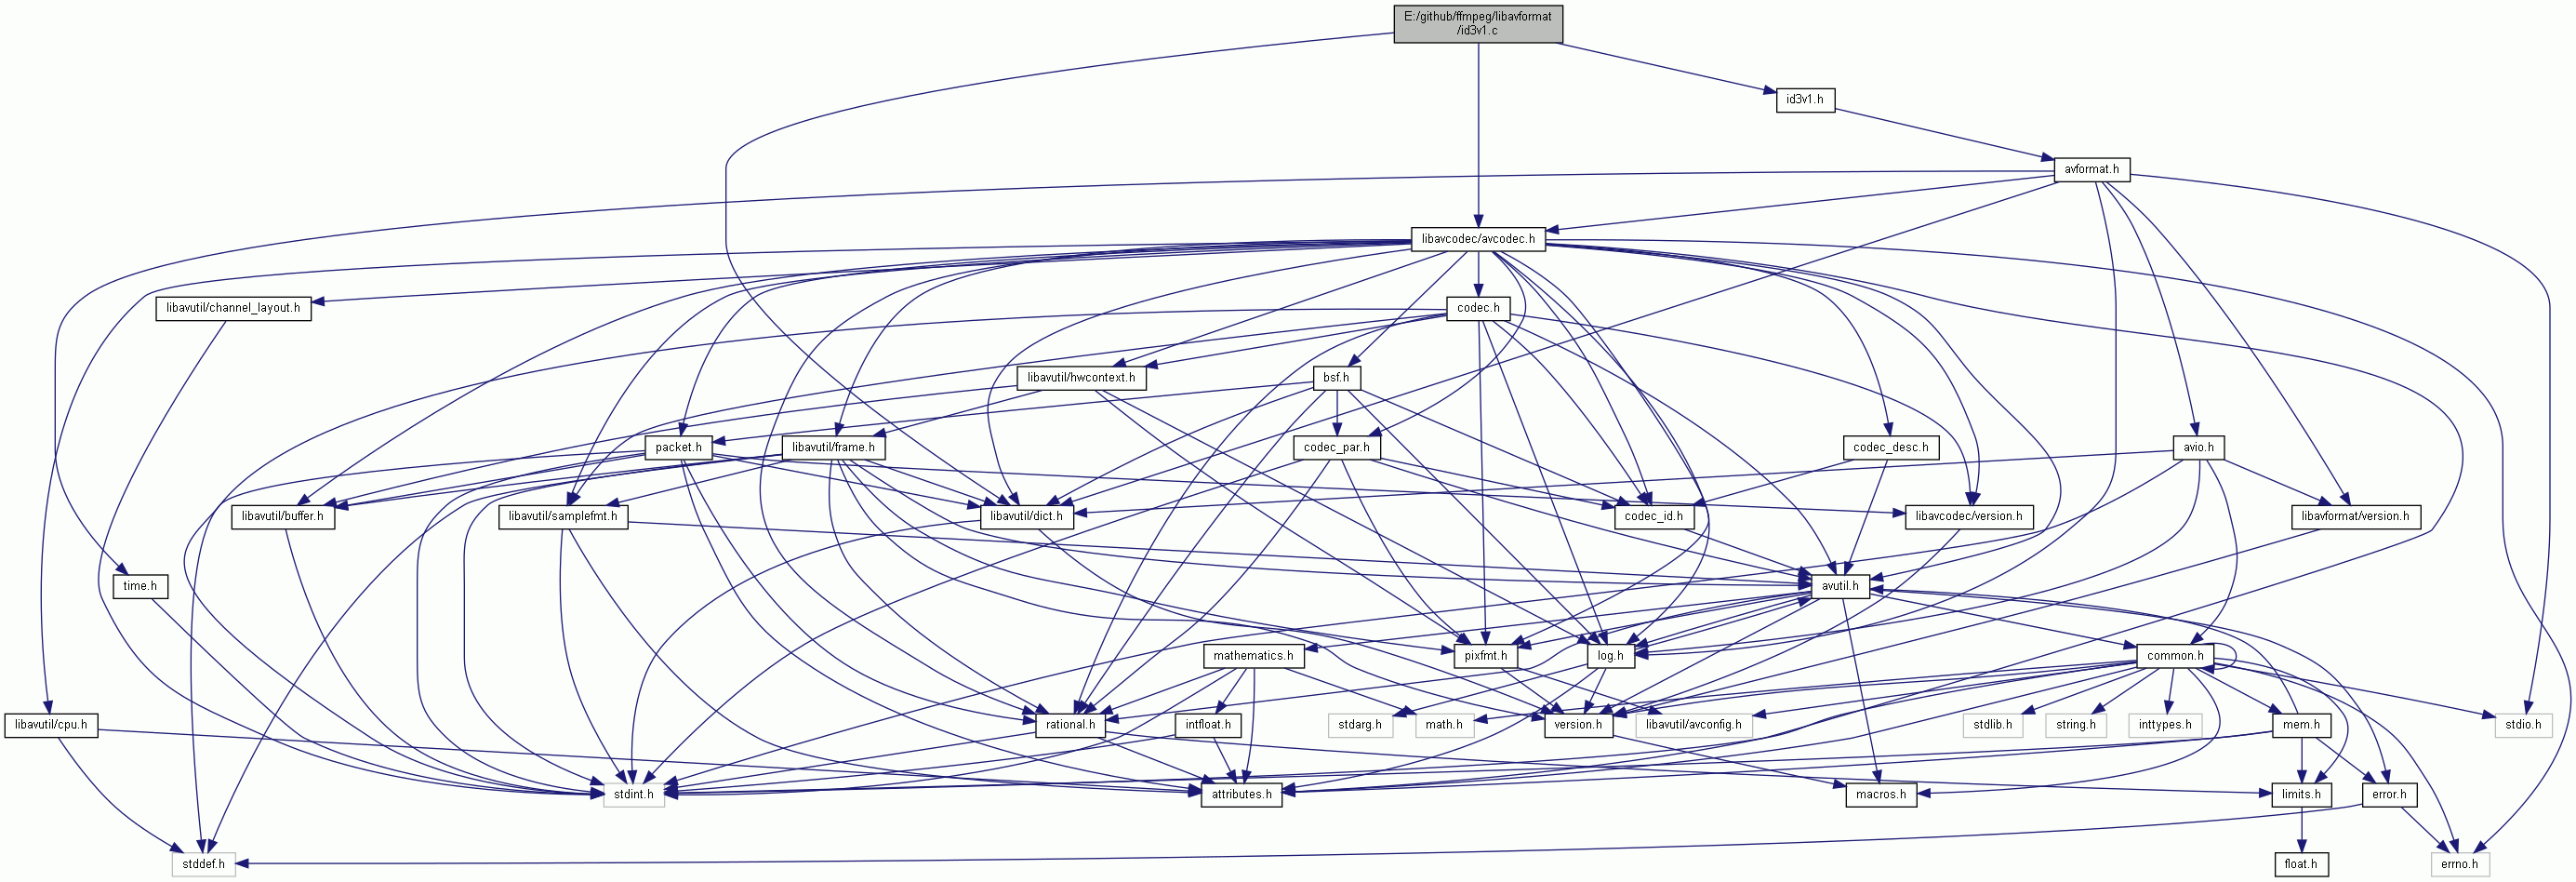 E:/github/ffmpeg/libavformat
/id3v1.c
id3v1.h
avformat.h
libavcodec/avcodec.h
libavutil/channel_layout.h
codec.h
libavutil/hwcontext.h
bsf.h
packet.h
libavutil/frame.h
codec_par.h
codec_desc.h
avio.h
libavutil/buffer.h
libavutil/samplefmt.h
libavutil/dict.h
codec_id.h
libavcodec/version.h
libavformat/version.h
time.h
avutil.h
mathematics.h
pixfmt.h
log.h
common.h
libavutil/cpu.h
rational.h
intfloat.h
stdarg.h
math.h
version.h
libavutil/avconfig.h
stdlib.h
string.h
inttypes.h
mem.h
stdio.h
stdint.h
attributes.h
macros.h
limits.h
error.h
stddef.h
float.h
errno.h